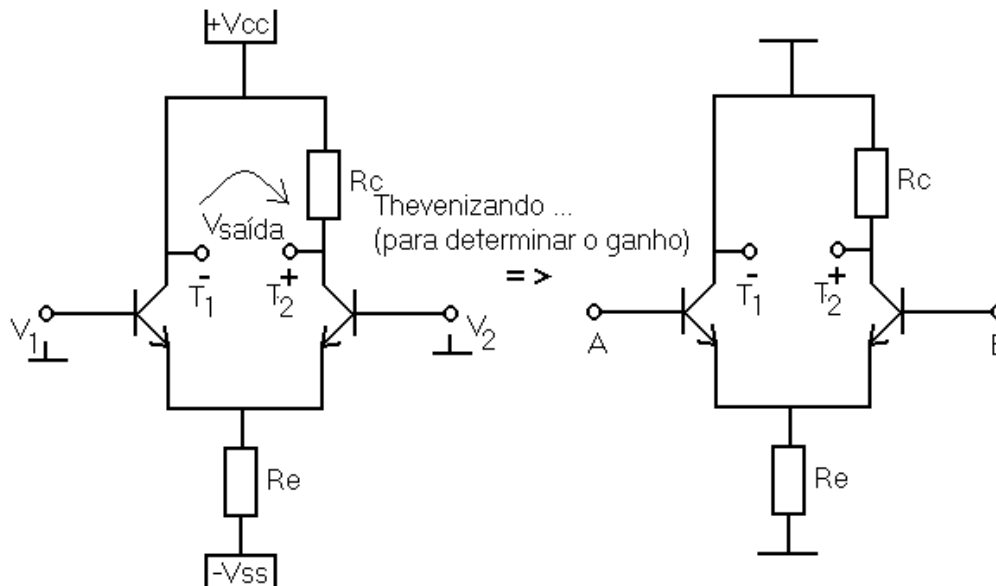 +Vcc
Rc
Vsaída
T1 - T2 +
V1
V2
Re
-Vss
Thevenizando ...
(para determinar o ganho)
= >
Rc
T1 - T2 +
A
Re